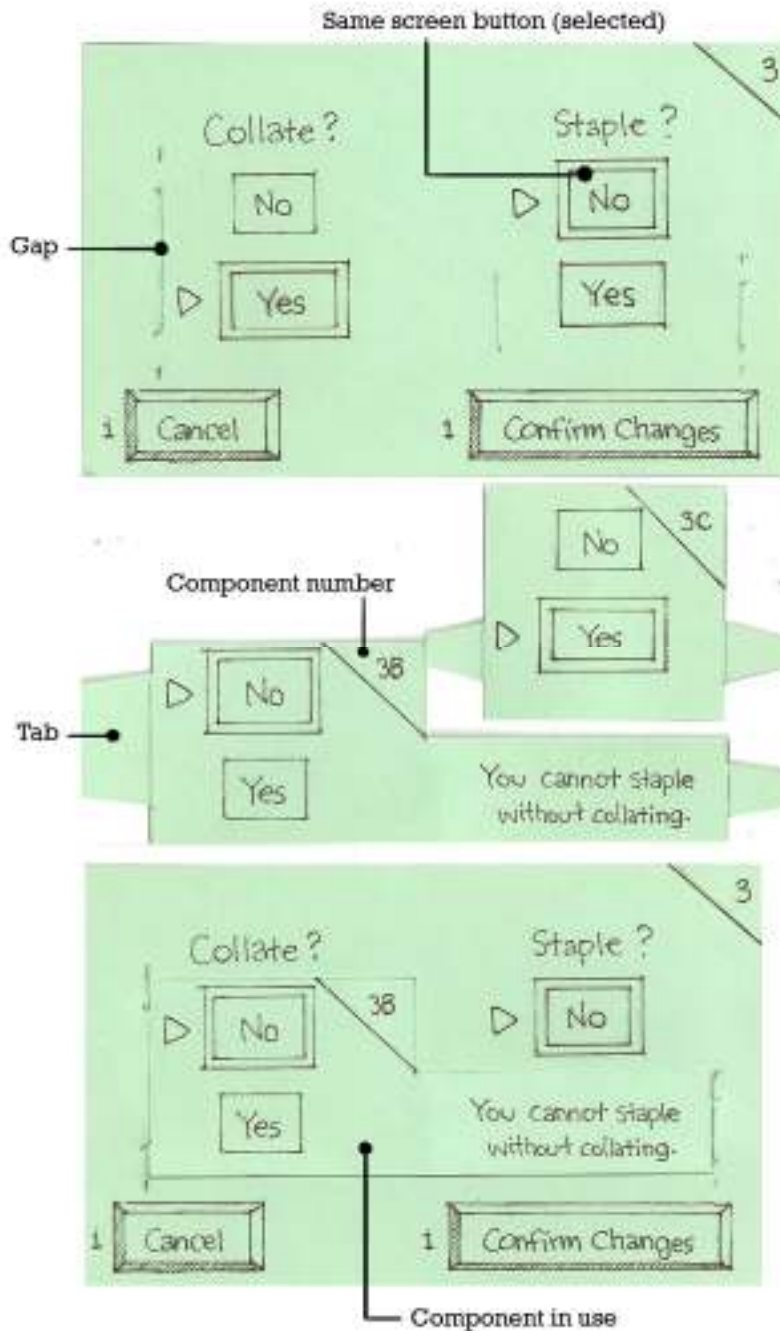 Same screen button (selected)
3
Collate? Staple?
No No
Gap
Yes Yes
1 Cancel 1 Confirm Changes
3C
No
Component number
Yes
3B
No
Tab
Yes
You cannot staple
without collating.
3
Collate? Staple?
3B
No No
Yes
You cannot staple
without collating.
1 Cancel 1 Confirm Changes
Component in use